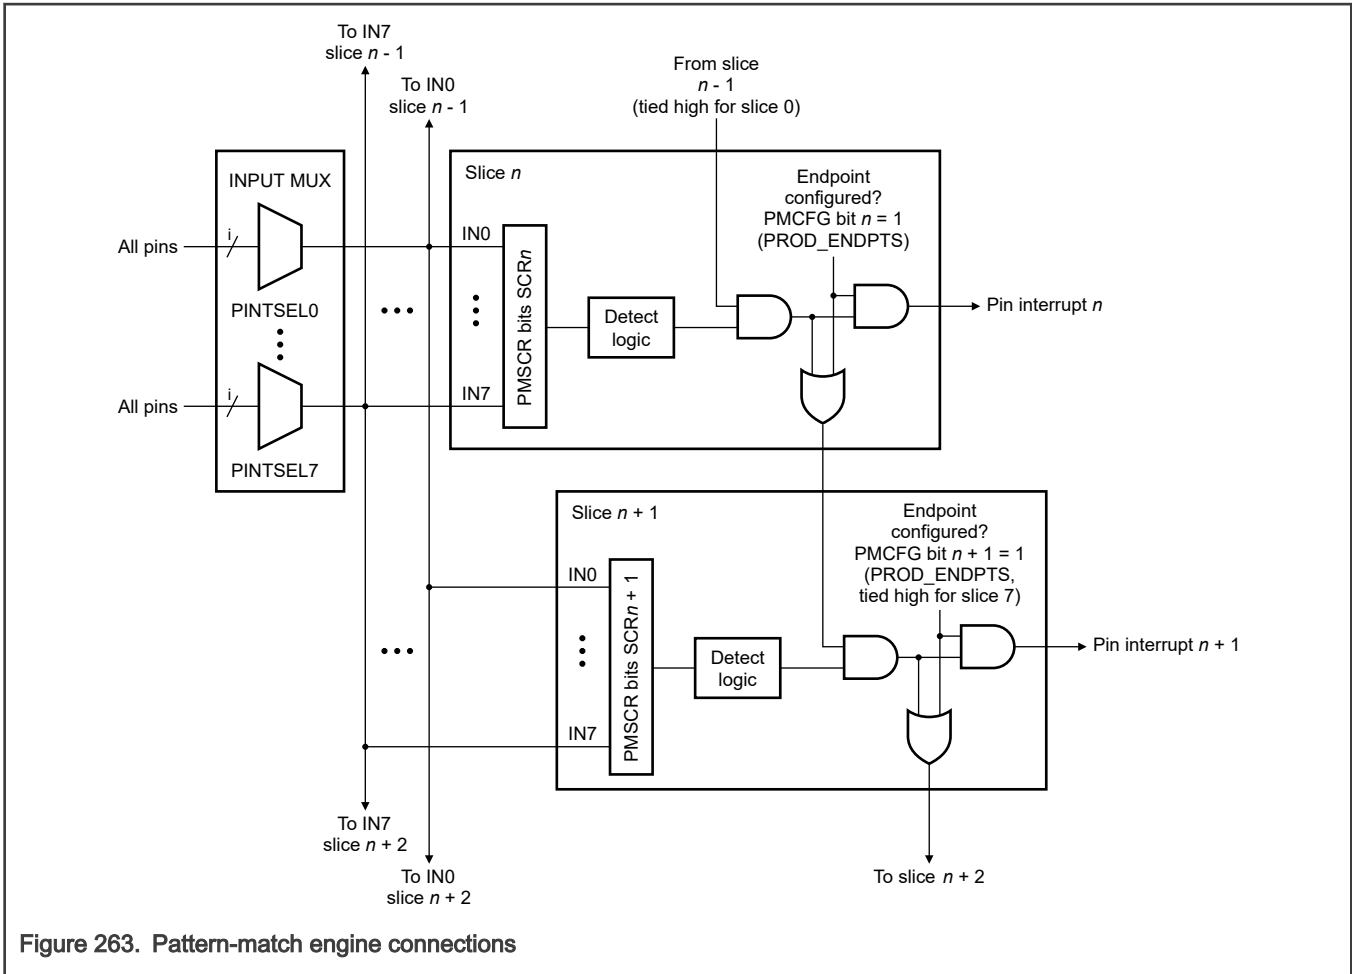 To IN7
slice n - 1
To IN0
slice n - 1
From slice
n - 1
(tied high for slice 0)
INPUT MUX
All pins
i
PINTSEL0
All pins
i
PINTSEL7
Slice n
IN0
IN7
PMSCR bits SCRn
Detect
logic
Endpoint
configured?
PMCFG bit n = 1
(PROD_ENDPTS)
Pin interrupt n
Slice n + 1
IN0
IN7
PMSCR bits SCRn + 1
Detect
logic
Endpoint
configured?
PMCFG bit n + 1 = 1
(PROD_ENDPTS,
tied high for slice 7)
Pin interrupt n + 1
To IN7
slice n + 2
To IN0
slice n + 2
To slice n + 2
Figure 263. Pattern-match engine connections